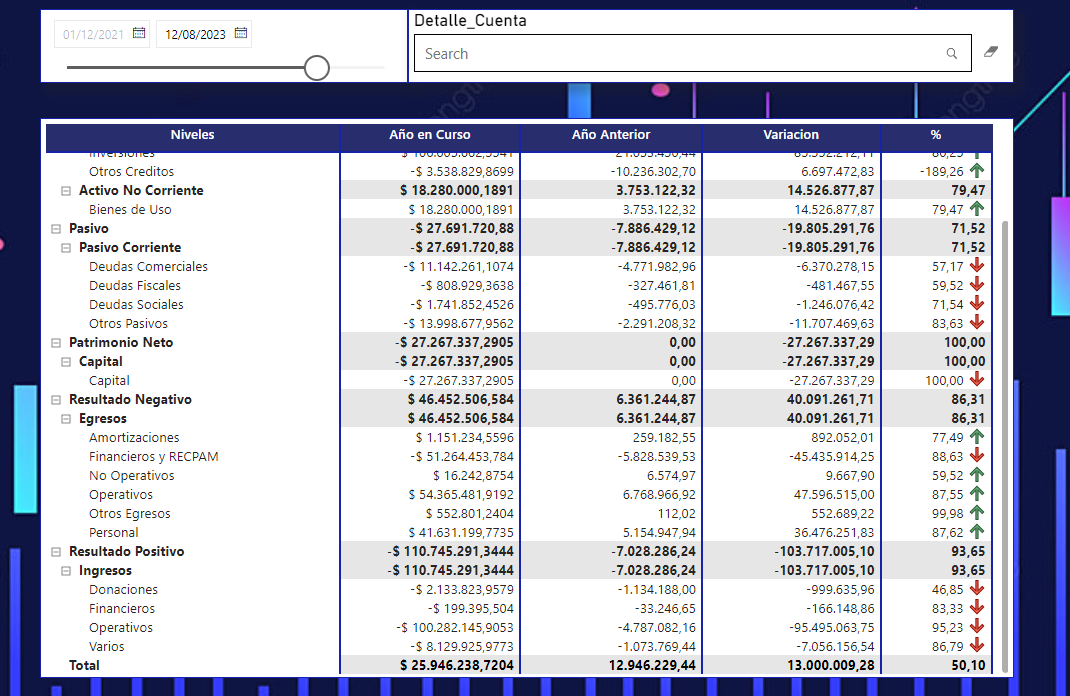 Detalle_Cuenta
01/12/2021 12/08/2023
Search
Niveles Año en Curso Año Anterior Variacion %
Inversiones
Otros Creditos -$ 3.538.829,8699 -10.236.302,70 6.697.472,83 -189,26
Activo No Corriente $ 18.280.000,1891 3.753.122,32 14.526.877,87 79,47
Bienes de Uso $ 18.280.000,1891 3.753.122,32 14.526.877,87 79,47
Pasivo -$ 27.691.720,88 -7.886.429,12 -19.805.291,76 71,52
Pasivo Corriente -$ 27.691.720,88 -7.886.429,12 -19.805.291,76 71,52
Deudas Comerciales -$ 11.142.261,1074 -4.771.982,96 -6.370.278,15 57,17
Deudas Fiscales -$ 808.929,3638 -327.461,81 -481.467,55 59,52
Deudas Sociales -$ 1.741.852,4526 -495.776,03 -1.246.076,42 71,54
Otros Pasivos -$ 13.998.677,9562 -2.291.208,32 -11.707.469,63 83,63
Patrimonio Neto -$ 27.267.337,2905 0,00 -27.267.337,29 100,00
Capital -$ 27.267.337,2905 0,00 -27.267.337,29 100,00
Capital -$ 27.267.337,2905 0,00 -27.267.337,29 100,00
Resultado Negativo $ 46.452.506,584 6.361.244,87 40.091.261,71 86,31
Egresos $ 46.452.506,584 6.361.244,87 40.091.261,71 86,31
Amortizaciones $ 1.151.234,5596 259.182,55 892.052,01 77,49
Financieros y RECPAM -$ 51.264.453,784 -5.828.539,53 -45.435.914,25 88,63
No Operativos $ 16.242,8754 6.574,97 9.667,90 59,52
Operativos $ 54.365.481,9192 6.768.966,92 47.596.515,00 87,55
Otros Egresos $ 552.801,2404 112,02 552.689,22 99,98
Personal $ 41.631.199,7735 5.154.947,94 36.476.251,83 87,62
Resultado Positivo -$ 110.745.291,3444 -7.028.286,24 -103.717.005,10 93,65
Ingresos -$ 110.745.291,3444 -7.028.286,24 -103.717.005,10 93,65
Donaciones -$ 2.133.823,9579 -1.134.188,00 -999.635,96 46,85
Financieros -$ 199.395,504 -33.246,65 -166.148,86 83,33
Operativos -$ 100.282.145,9053 -4.787.082,16 -95.495.063,75 95,23
Varios -$ 8.129.925,9773 -1.073.769,44 -7.056.156,54 86,79
Total $ 25.946.238,7204 12.946.229,44 13.000.009,28 50,10